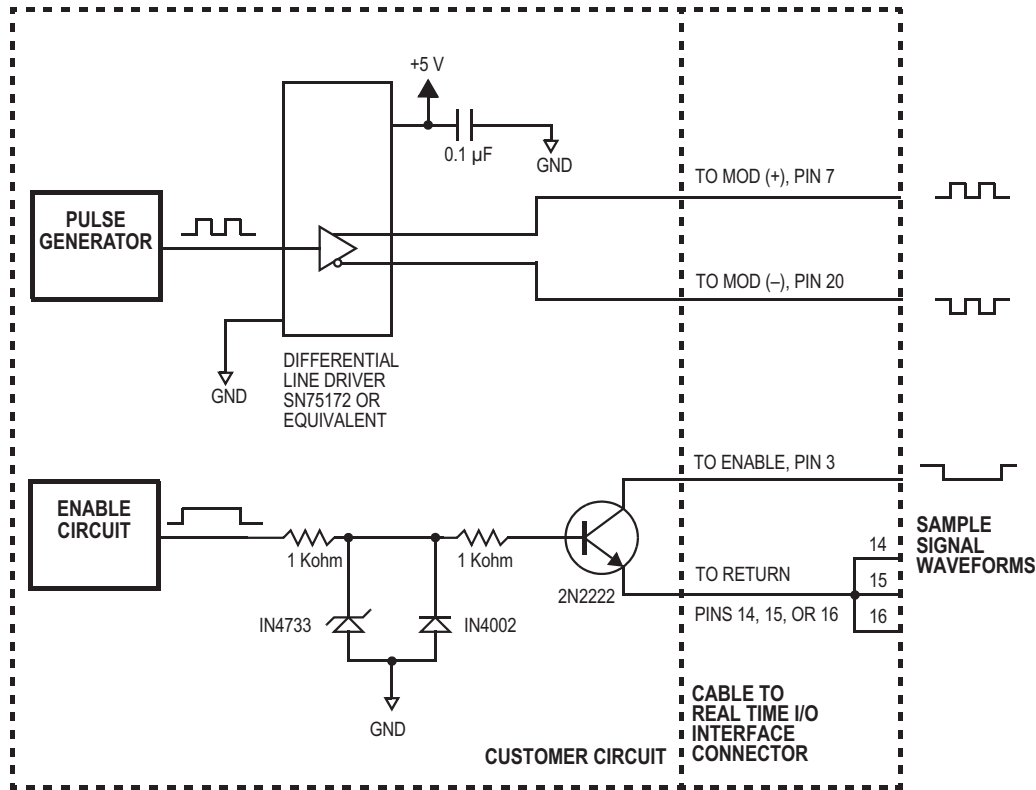 +5 V
0.1 µF
GND
TO MOD (+), PIN 7
PULSE
GENERATOR
TO MOD (–), PIN 20
GND
DIFFERENTIAL
LINE DRIVER
SN75172 OR
EQUIVALENT
TO ENABLE, PIN 3
ENABLE
CIRCUIT
1 Kohm
1 Kohm
2N2222
SAMPLE
SIGNAL
WAVEFORMS
14
15
16
TO RETURN
PINS 14, 15, OR 16
IN4733
IN4002
GND
CUSTOMER CIRCUIT
CABLE TO
REAL TIME I/O
INTERFACE
CONNECTOR